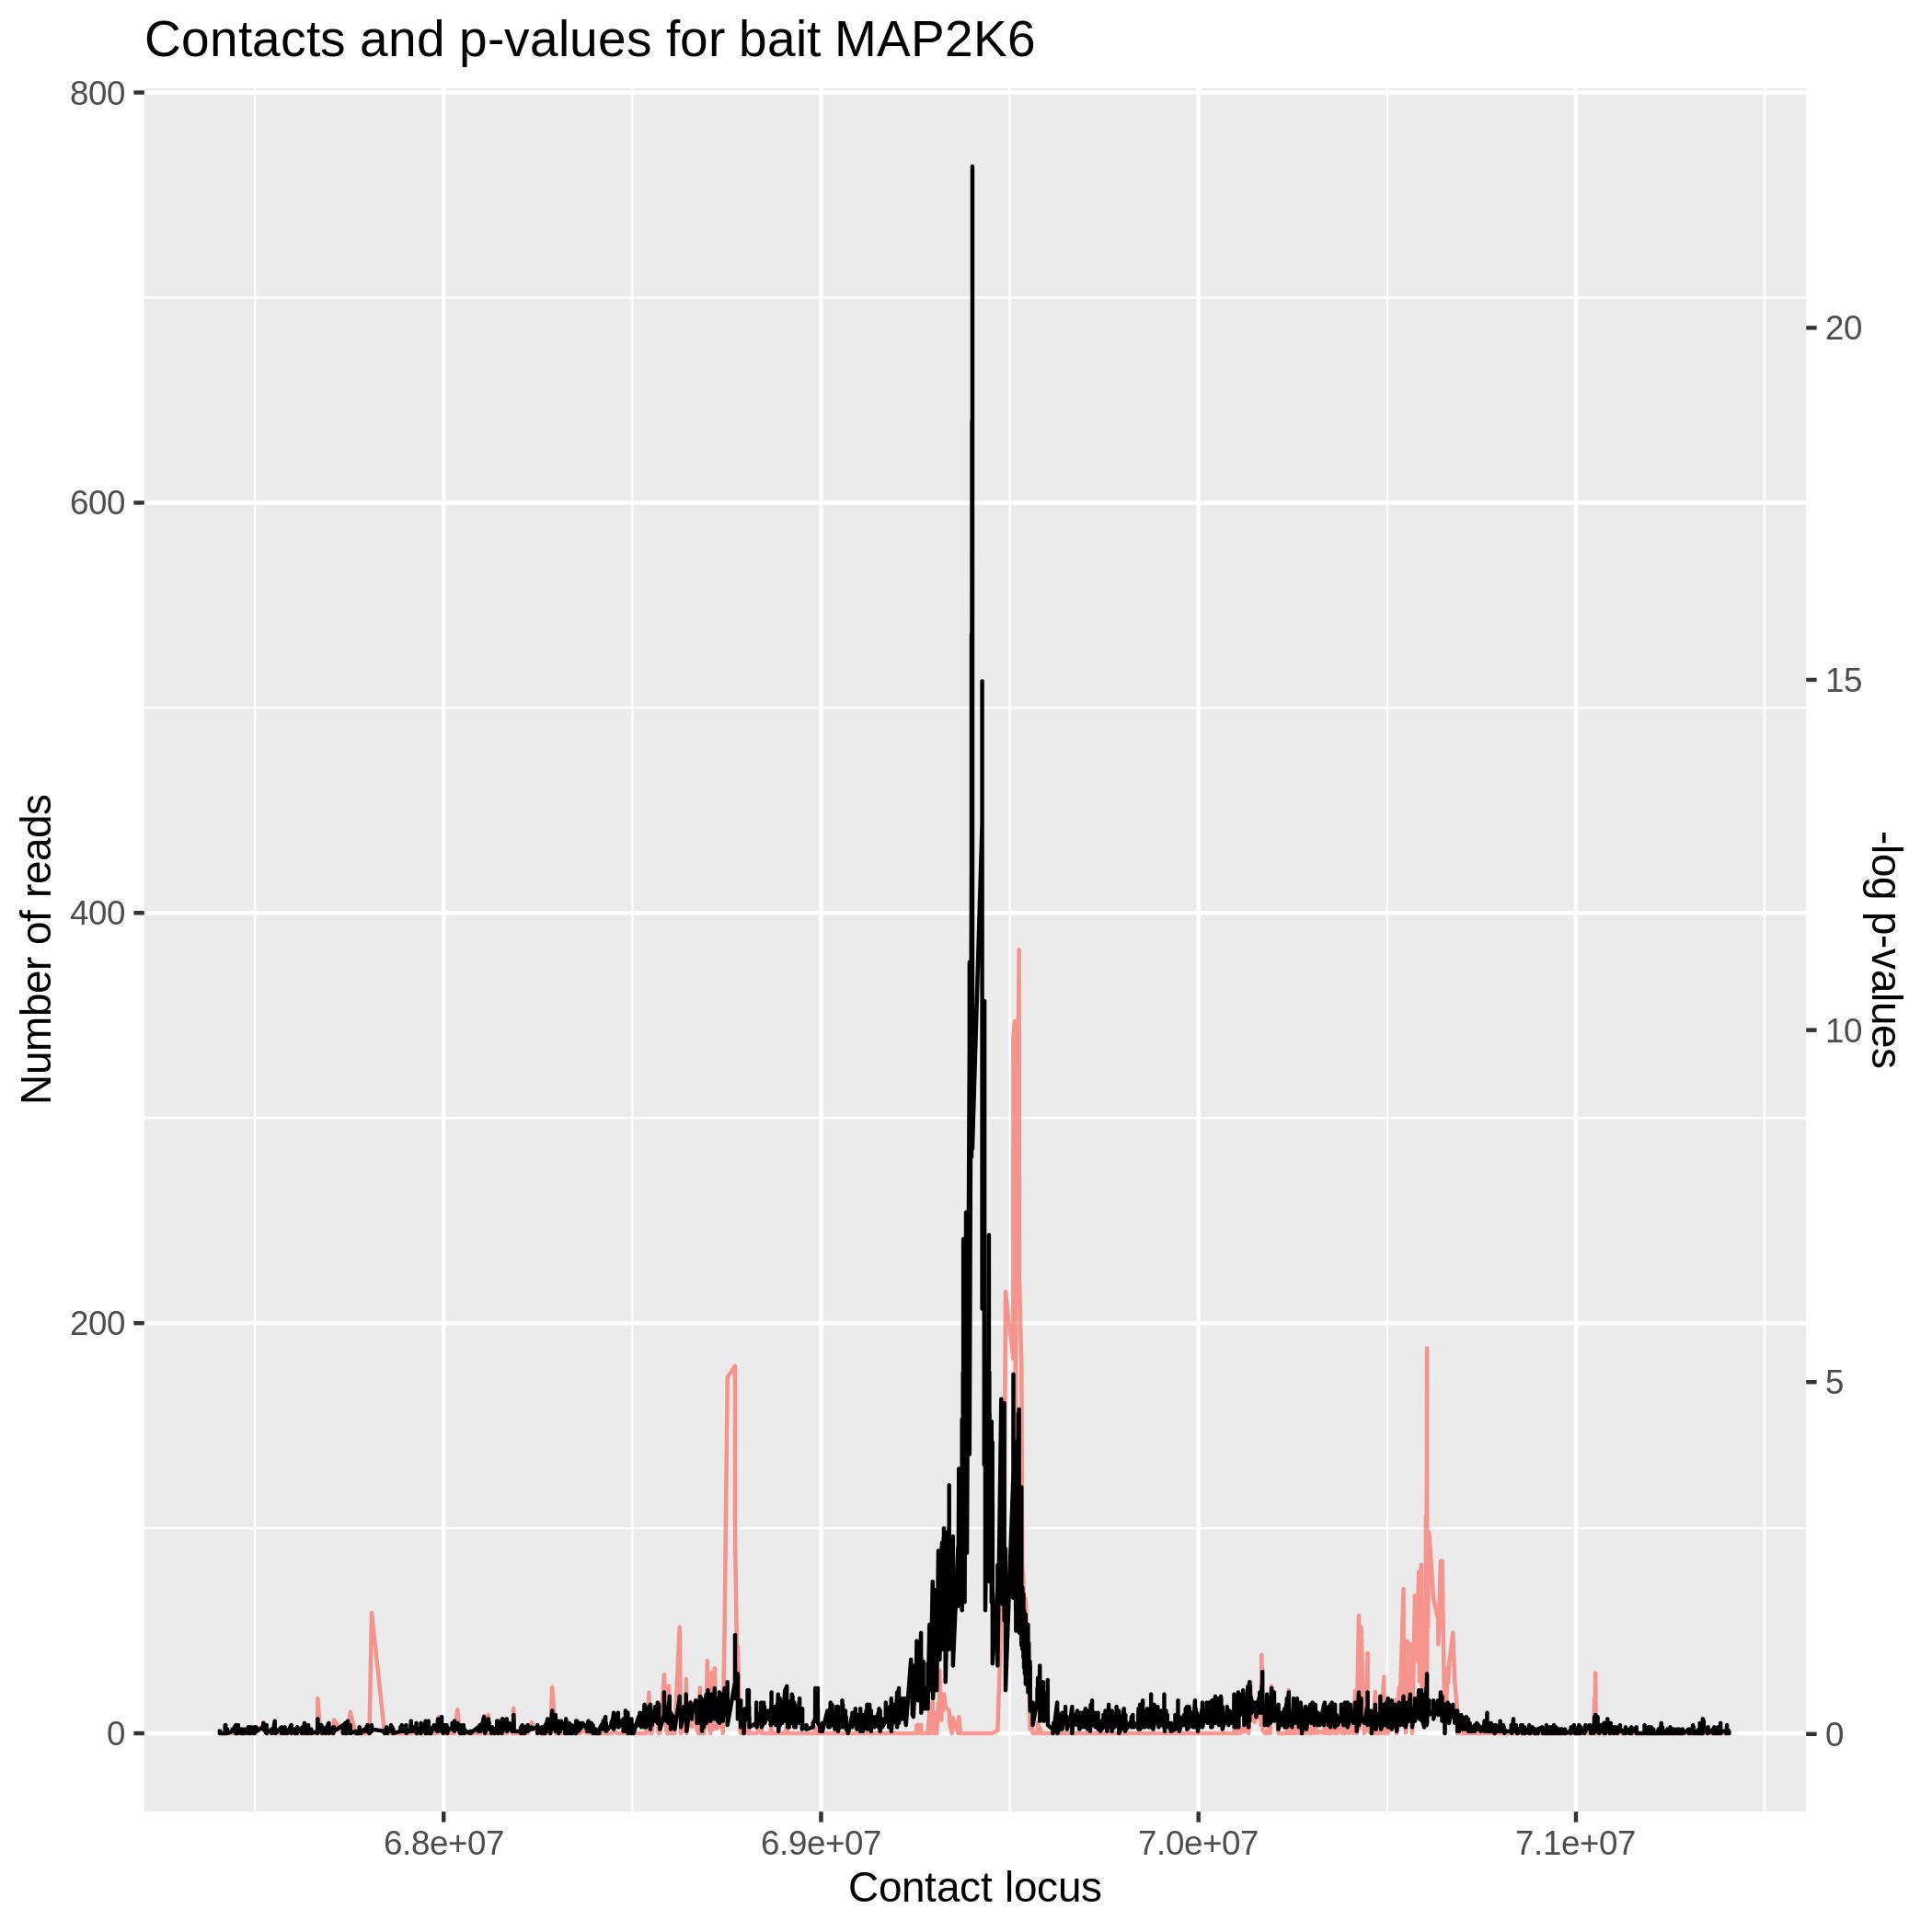 Contacts and p-values for bait MAP2K6
800
600
400
200
0
Number of reads
20
15
10
5
0
-log p-values
6.8e+07
6.9e+07
7.0e+07
7.1e+07
Contact locus